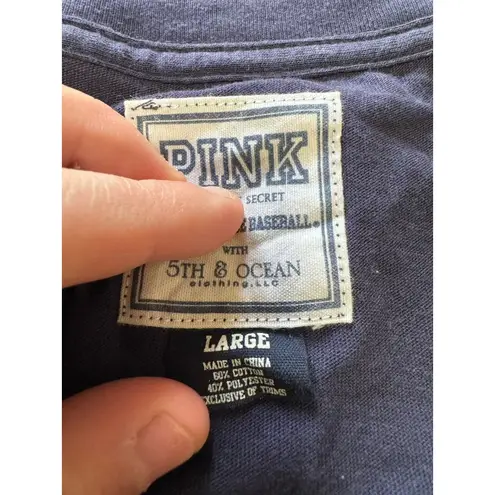 PINK
SECRET
BASEBALL®
WITH
5TH & OCEAN
clothing, LLC
LARGE
MADE IN CHINA
60% COTTON
40% POLYESTER
EXCLUSIVE OF TRIMS